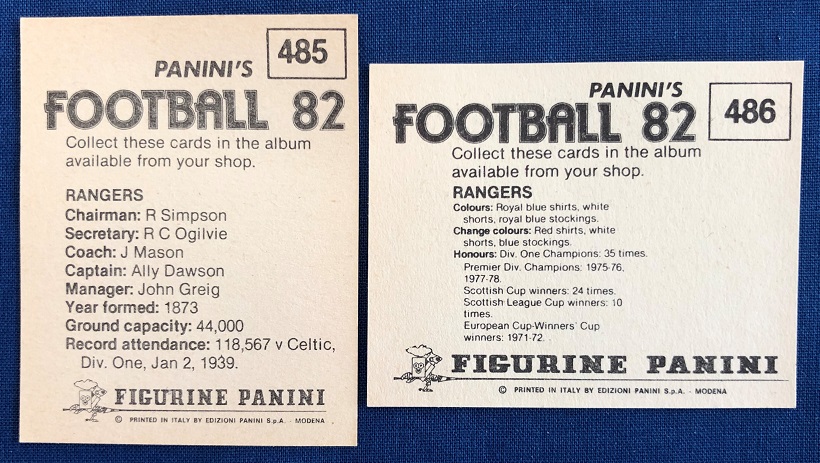 485
PANINI'S
FOOTBALL 82
Collect these cards in the album
available from your shop.
RANGERS
Chairman: R Simpson
Secretary: R C Ogilvie
Coach: J Mason
Captain: Ally Dawson
Manager: John Greig
Year formed: 1873
Ground capacity: 44,000
Record attendance: 118,567 v Celtic,
Div. One, Jan 2, 1939.
FIGURINE PANINI
© PRINTED IN ITALY BY EDIZIONI PANINI S.p.A. - MODENA
PANINI'S
486
FOOTBALL 82
Collect these cards in the album
available from your shop.
RANGERS
Colours: Royal blue shirts, white
shorts, royal blue stockings.
Change colours: Red shirts, white
shorts, blue stockings.
Honours: Div. One Champions: 35 times.
Premier Div. Champions: 1975-76,
1977-78.
Scottish Cup winners: 24 times.
Scottish League Cup winners: 10
times.
European Cup-Winners' Cup
winners: 1971-72.
FIGURINE PANINI
© PRINTED IN ITALY BY EDIZIONI PANINI S.p.A. - MODENA